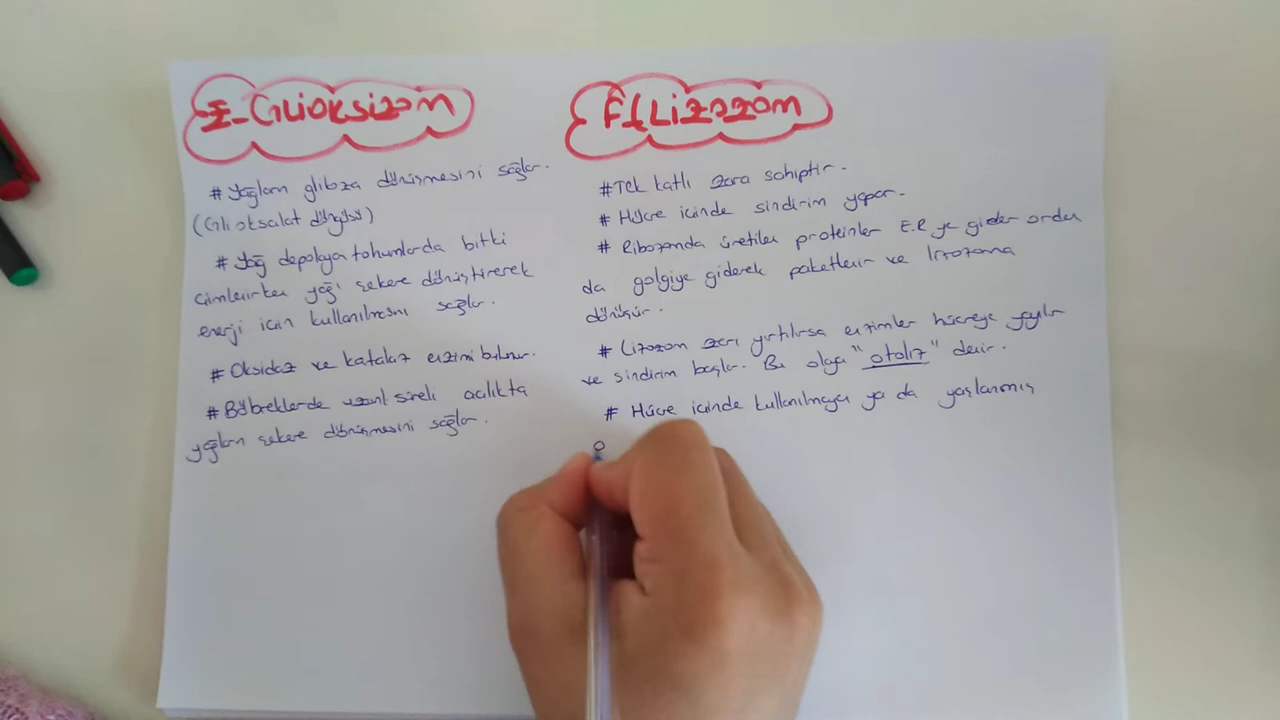 E- Glioksizom
# Yağların glikoza dönüşmesini sağlar.
(Glioksalat döngüsü)
# Yağ depolayan tohumlarda bitki
çimlenirken yağı şekere dönüştürerek
enerji için kullanılmasını sağlar.
# Oksidaz ve katalaz enzimi bulunur.
# Böbreklerde uzun süreli açlıkta
yağların şekere dönüşmesini sağlar.
F) Lizozom
# Tek katlı zara sahiptir.
# Hücre içinde sindirim yapar.
# Ribozomda üretilen proteinler E.R ye gider ordan
da golgiye giderek paketlenir ve lizozoma
dönüşür.
# Lizozom zarı yırtılırsa enzimler hücreye yayılır
ve sindirim başlar. Bu olaya "otoliz" denir.
# Hücre içinde kullanılmayan ya da yaşlanmış
o